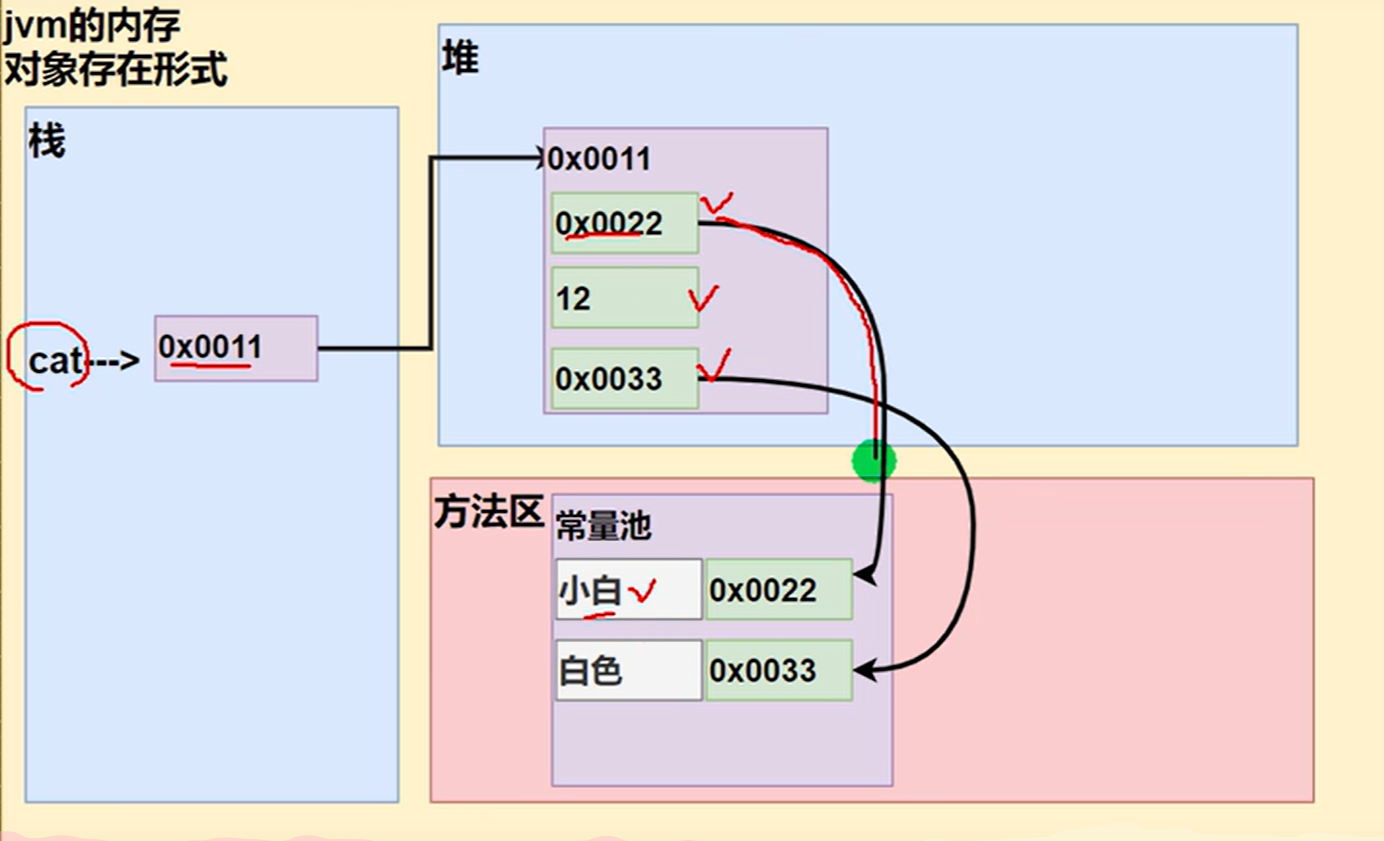 jvm的内存
对象存在形式
栈
cat---> 0x0011
堆
0x0011
0x0022
12
0x0033
方法区
常量池
小白 0x0022
白色 0x0033